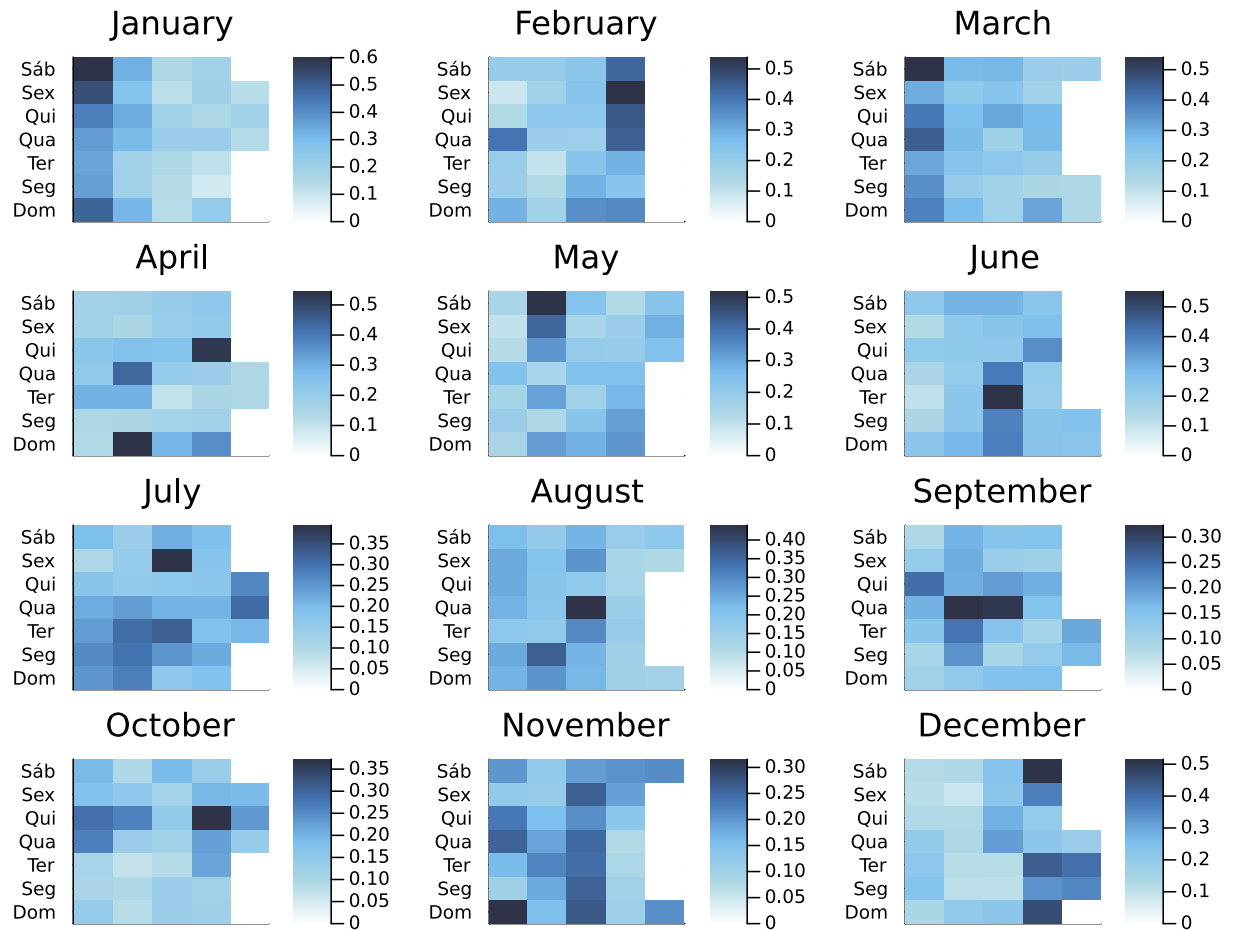 January
Sáb
Sex
Qui
Qua
Ter
Seg
Dom
0.6
0.5
0.4
0.3
0.2
0.1
0
February
Sáb
Sex
Qui
Qua
Ter
Seg
Dom
0.5
0.4
0.3
0.2
0.1
0
March
Sáb
Sex
Qui
Qua
Ter
Seg
Dom
0.5
0.4
0.3
0.2
0.1
0
April
Sáb
Sex
Qui
Qua
Ter
Seg
Dom
0.5
0.4
0.3
0.2
0.1
0
May
Sáb
Sex
Qui
Qua
Ter
Seg
Dom
0.5
0.4
0.3
0.2
0.1
0
June
Sáb
Sex
Qui
Qua
Ter
Seg
Dom
0.5
0.4
0.3
0.2
0.1
0
July
Sáb
Sex
Qui
Qua
Ter
Seg
Dom
0.35
0.30
0.25
0.20
0.15
0.10
0.05
0
August
Sáb
Sex
Qui
Qua
Ter
Seg
Dom
0.40
0.35
0.30
0.25
0.20
0.15
0.10
0.05
0
September
Sáb
Sex
Qui
Qua
Ter
Seg
Dom
0.30
0.25
0.20
0.15
0.10
0.05
0
October
Sáb
Sex
Qui
Qua
Ter
Seg
Dom
0.35
0.30
0.25
0.20
0.15
0.10
0.05
0
November
Sáb
Sex
Qui
Qua
Ter
Seg
Dom
0.30
0.25
0.20
0.15
0.10
0.05
0
December
Sáb
Sex
Qui
Qua
Ter
Seg
Dom
0.5
0.4
0.3
0.2
0.1
0